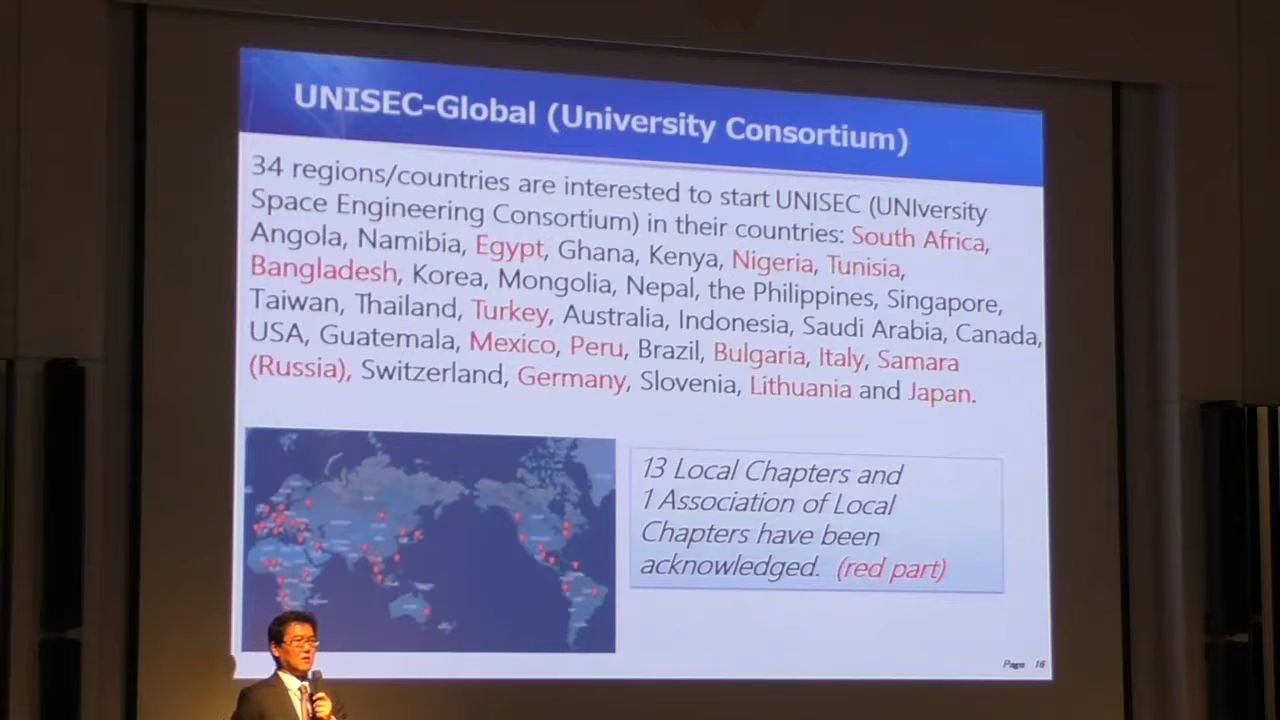 UNISEC-Global (University Consortium)
34 regions/countries are interested to start UNISEC (UNIversity
Space Engineering Consortium) in their countries: South Africa,
Angola, Namibia, Egypt, Ghana, Kenya, Nigeria, Tunisia,
Bangladesh, Korea, Mongolia, Nepal, the Philippines, Singapore,
Taiwan, Thailand, Turkey, Australia, Indonesia, Saudi Arabia, Canada,
USA, Guatemala, Mexico, Peru, Brazil, Bulgaria, Italy, Samara
(Russia), Switzerland, Germany, Slovenia, Lithuania and Japan.
13 Local Chapters and
1 Association of Local
Chapters have been
acknowledged. (red part)
Page 16